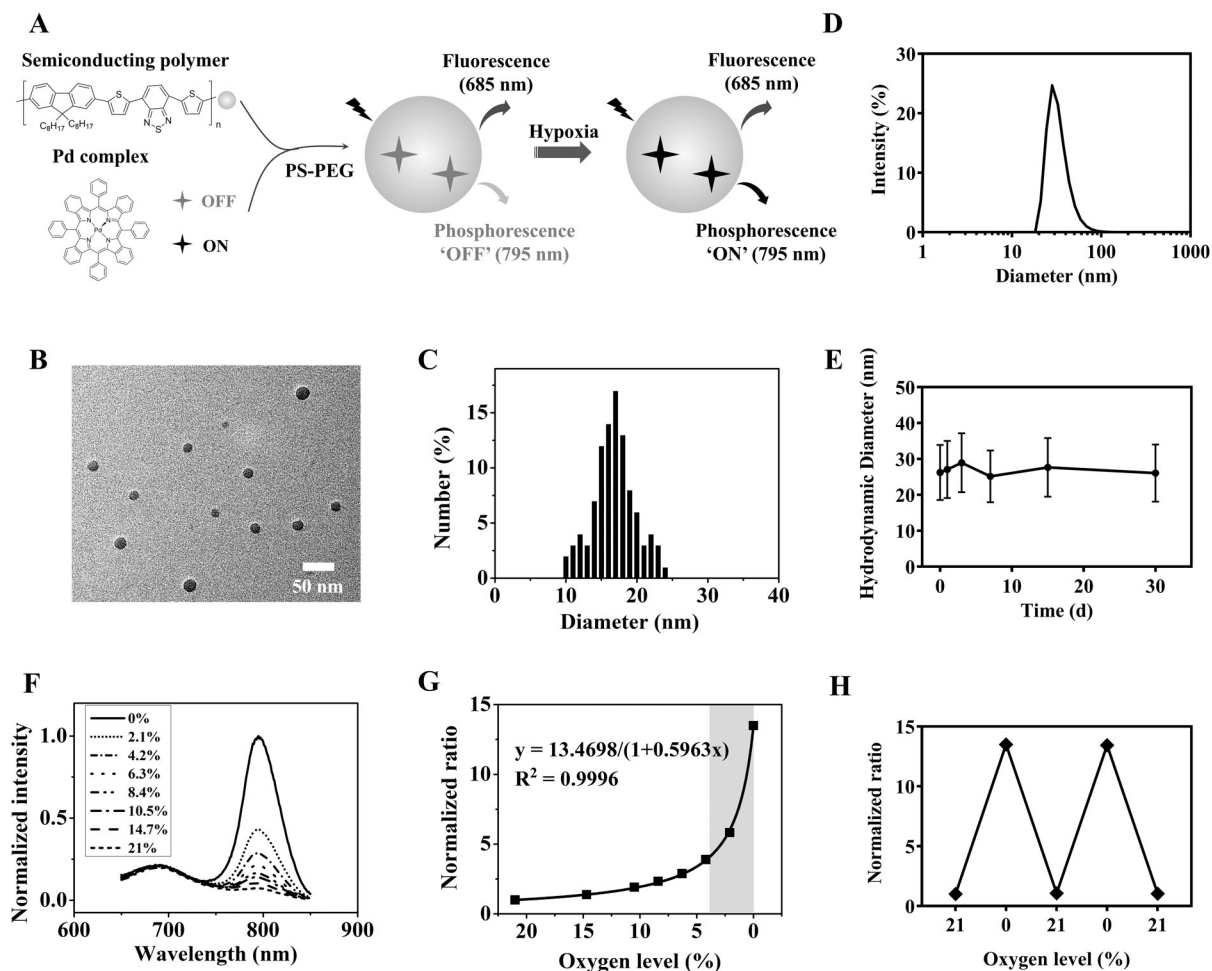 A
Semiconducting polymer
S
S
n
C8H17 C8H17
N N
S
Pd complex
N N
Pd
N N
OFF
ON
PS-PEG
Fluorescence
(685 nm)
Phosphorescence
‘OFF’ (795 nm)
Hypoxia
Fluorescence
(685 nm)
Phosphorescence
‘ON’ (795 nm)
D
Intensity (%)
30
20
10
0
1 10 100 1000
Diameter (nm)
B
50 nm
C
Number (%)
15
10
5
0
0 10 20 30 40
Diameter (nm)
E
Hydrodynamic Diameter (nm)
50
40
30
20
10
0
0 10 20 30
Time (d)
F
Normalized intensity
1.0
0.5
0.0
0%
2.1%
4.2%
6.3%
8.4%
10.5%
14.7%
21%
600 700 800 900
Wavelength (nm)
G
Normalized ratio
15
10
5
0
y = 13.4698/(1+0.5963x)
R2 = 0.9996
20 15 10 5 0
Oxygen level (%)
H
Normalized ratio
15
10
5
0
21 0 21 0 21
Oxygen level (%)